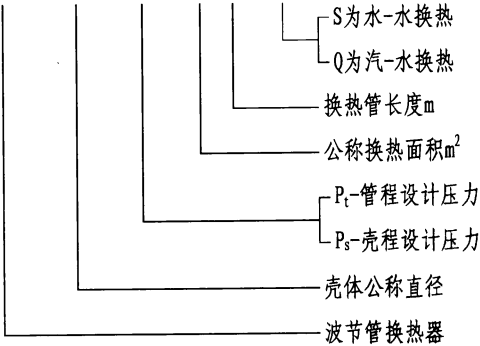 S为水-水换热
Q为汽-水换热
换热管长度m
公称换热面积m²
Pt-管程设计压力
Ps-壳程设计压力
壳体公称直径
波节管换热器